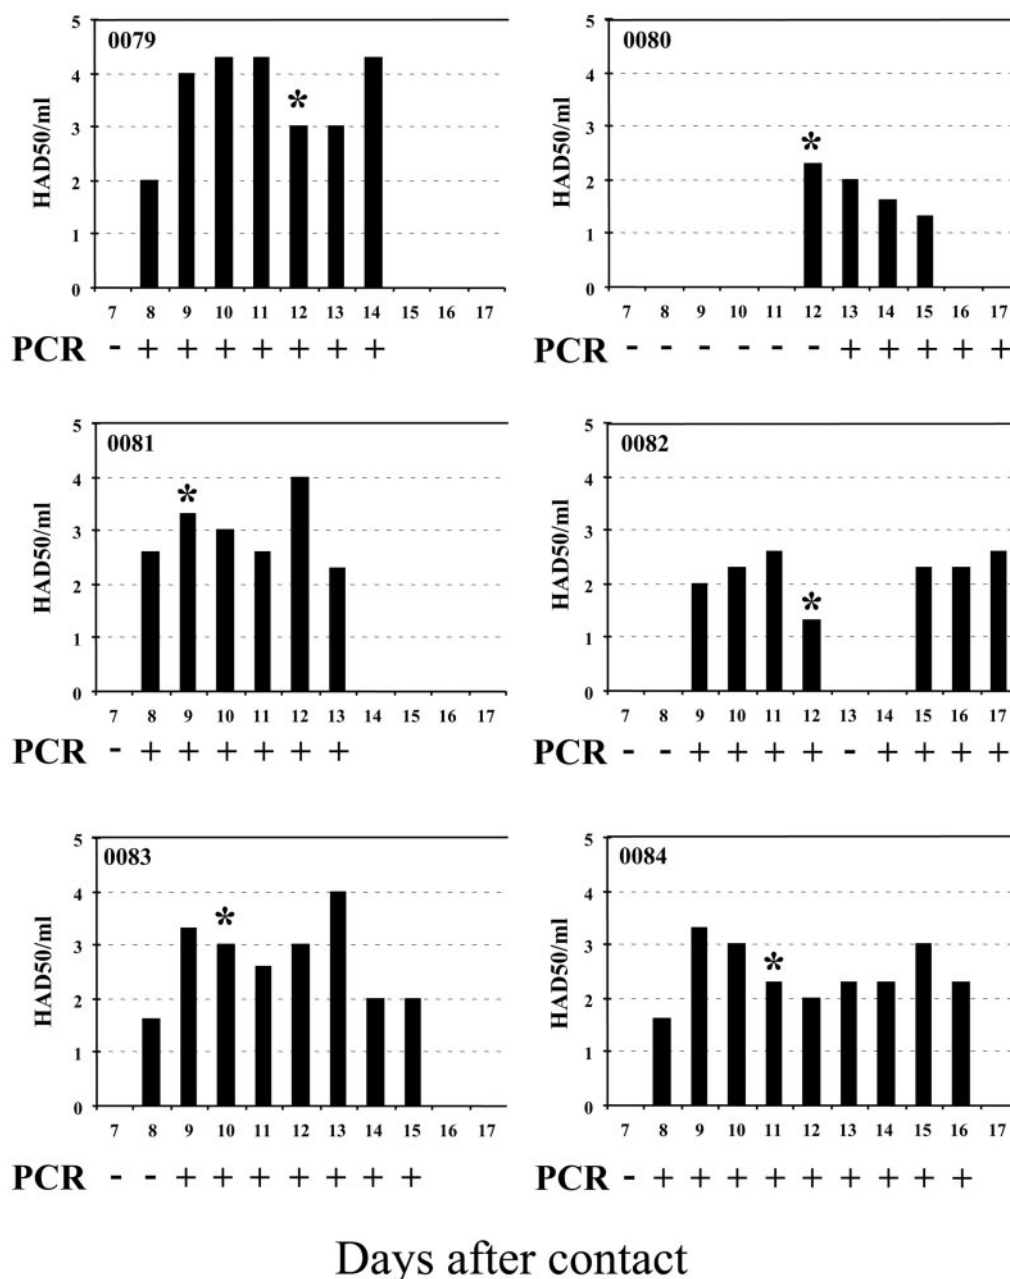 0079
5
4
3
2
1
0
HAD50/ml
*
7 8 9 10 11 12 13 14 15 16 17
PCR - + + + + + + +
0080
5
4
3
2
1
0
HAD50/ml
*
7 8 9 10 11 12 13 14 15 16 17
PCR - - - - - - + + + + +
0081
5
4
3
2
1
0
HAD50/ml
*
7 8 9 10 11 12 13 14 15 16 17
PCR - + + + + + +
0082
5
4
3
2
1
0
HAD50/ml
*
7 8 9 10 11 12 13 14 15 16 17
PCR - - + + + + - + + + +
0083
5
4
3
2
1
0
HAD50/ml
*
7 8 9 10 11 12 13 14 15 16 17
PCR - - + + + + + + +
0084
5
4
3
2
1
0
HAD50/ml
*
7 8 9 10 11 12 13 14 15 16 17
PCR - + + + + + + + + +
Days after contact